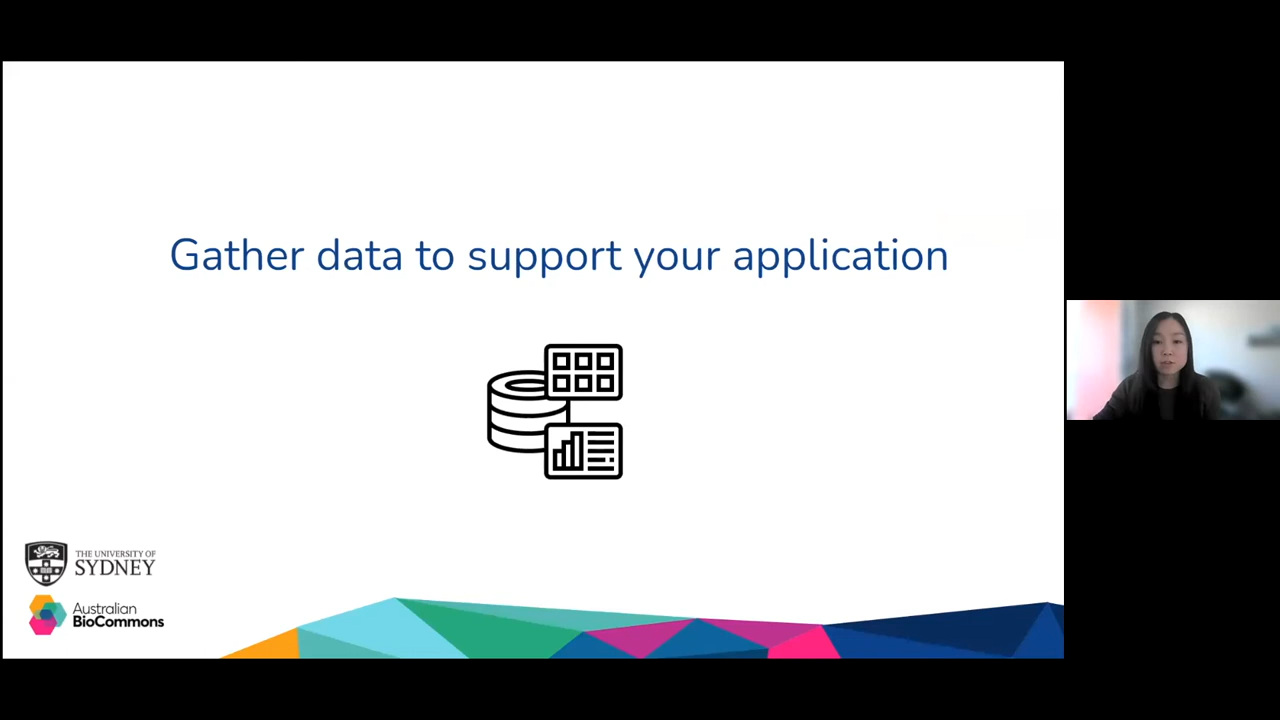 Gather data to support your application
THE UNIVERSITY OF
SYDNEY
Australian
BioCommons